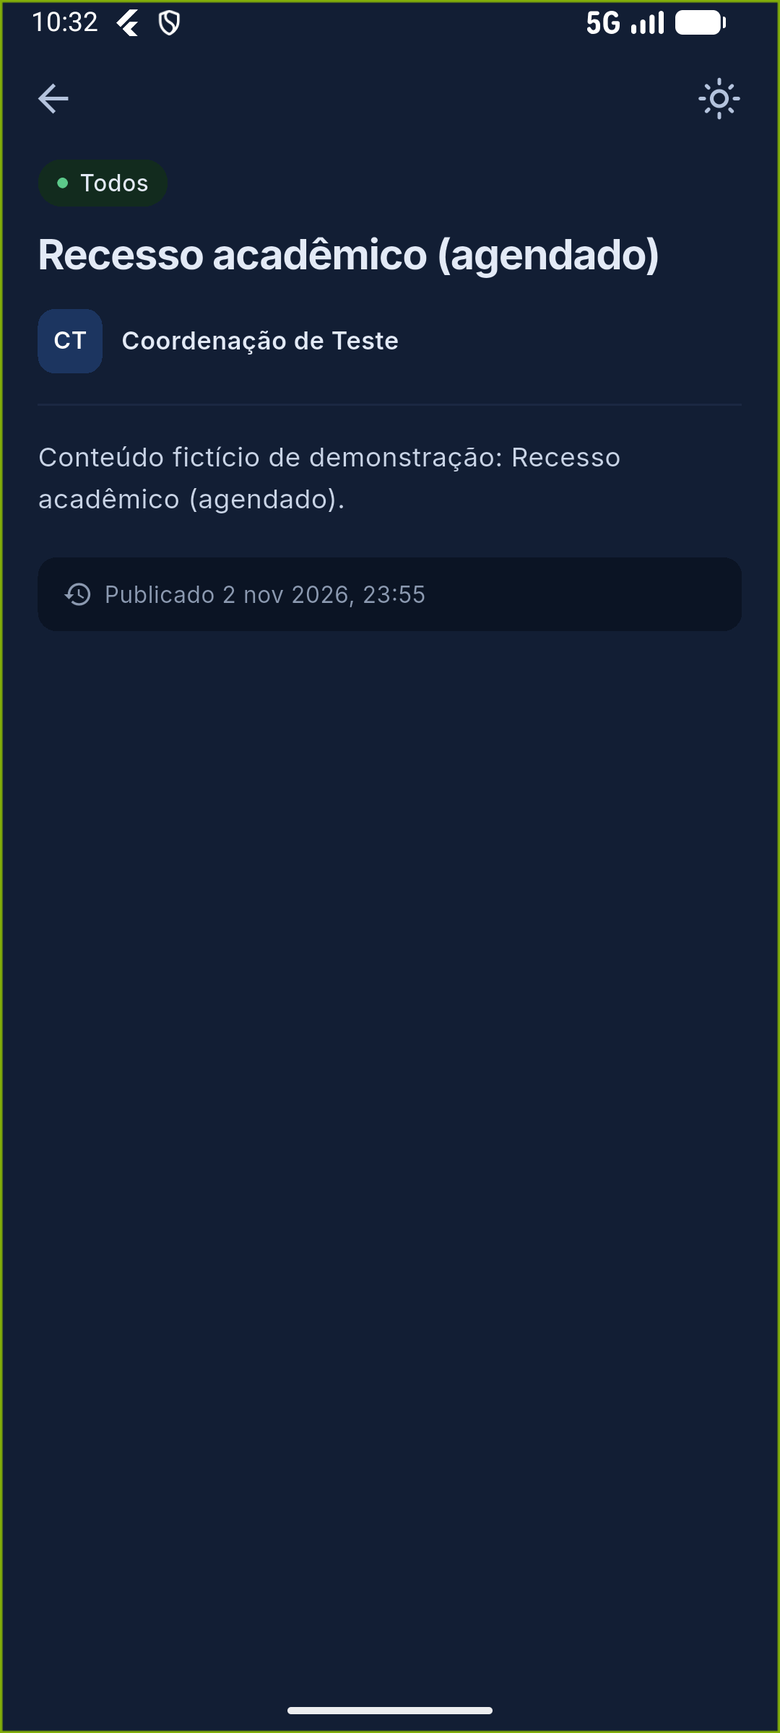 10:32
5G
Todos
Recesso acadêmico (agendado)
CT
Coordenação de Teste
Conteúdo fictício de demonstração: Recesso
acadêmico (agendado).
Publicado 2 nov 2026, 23:55